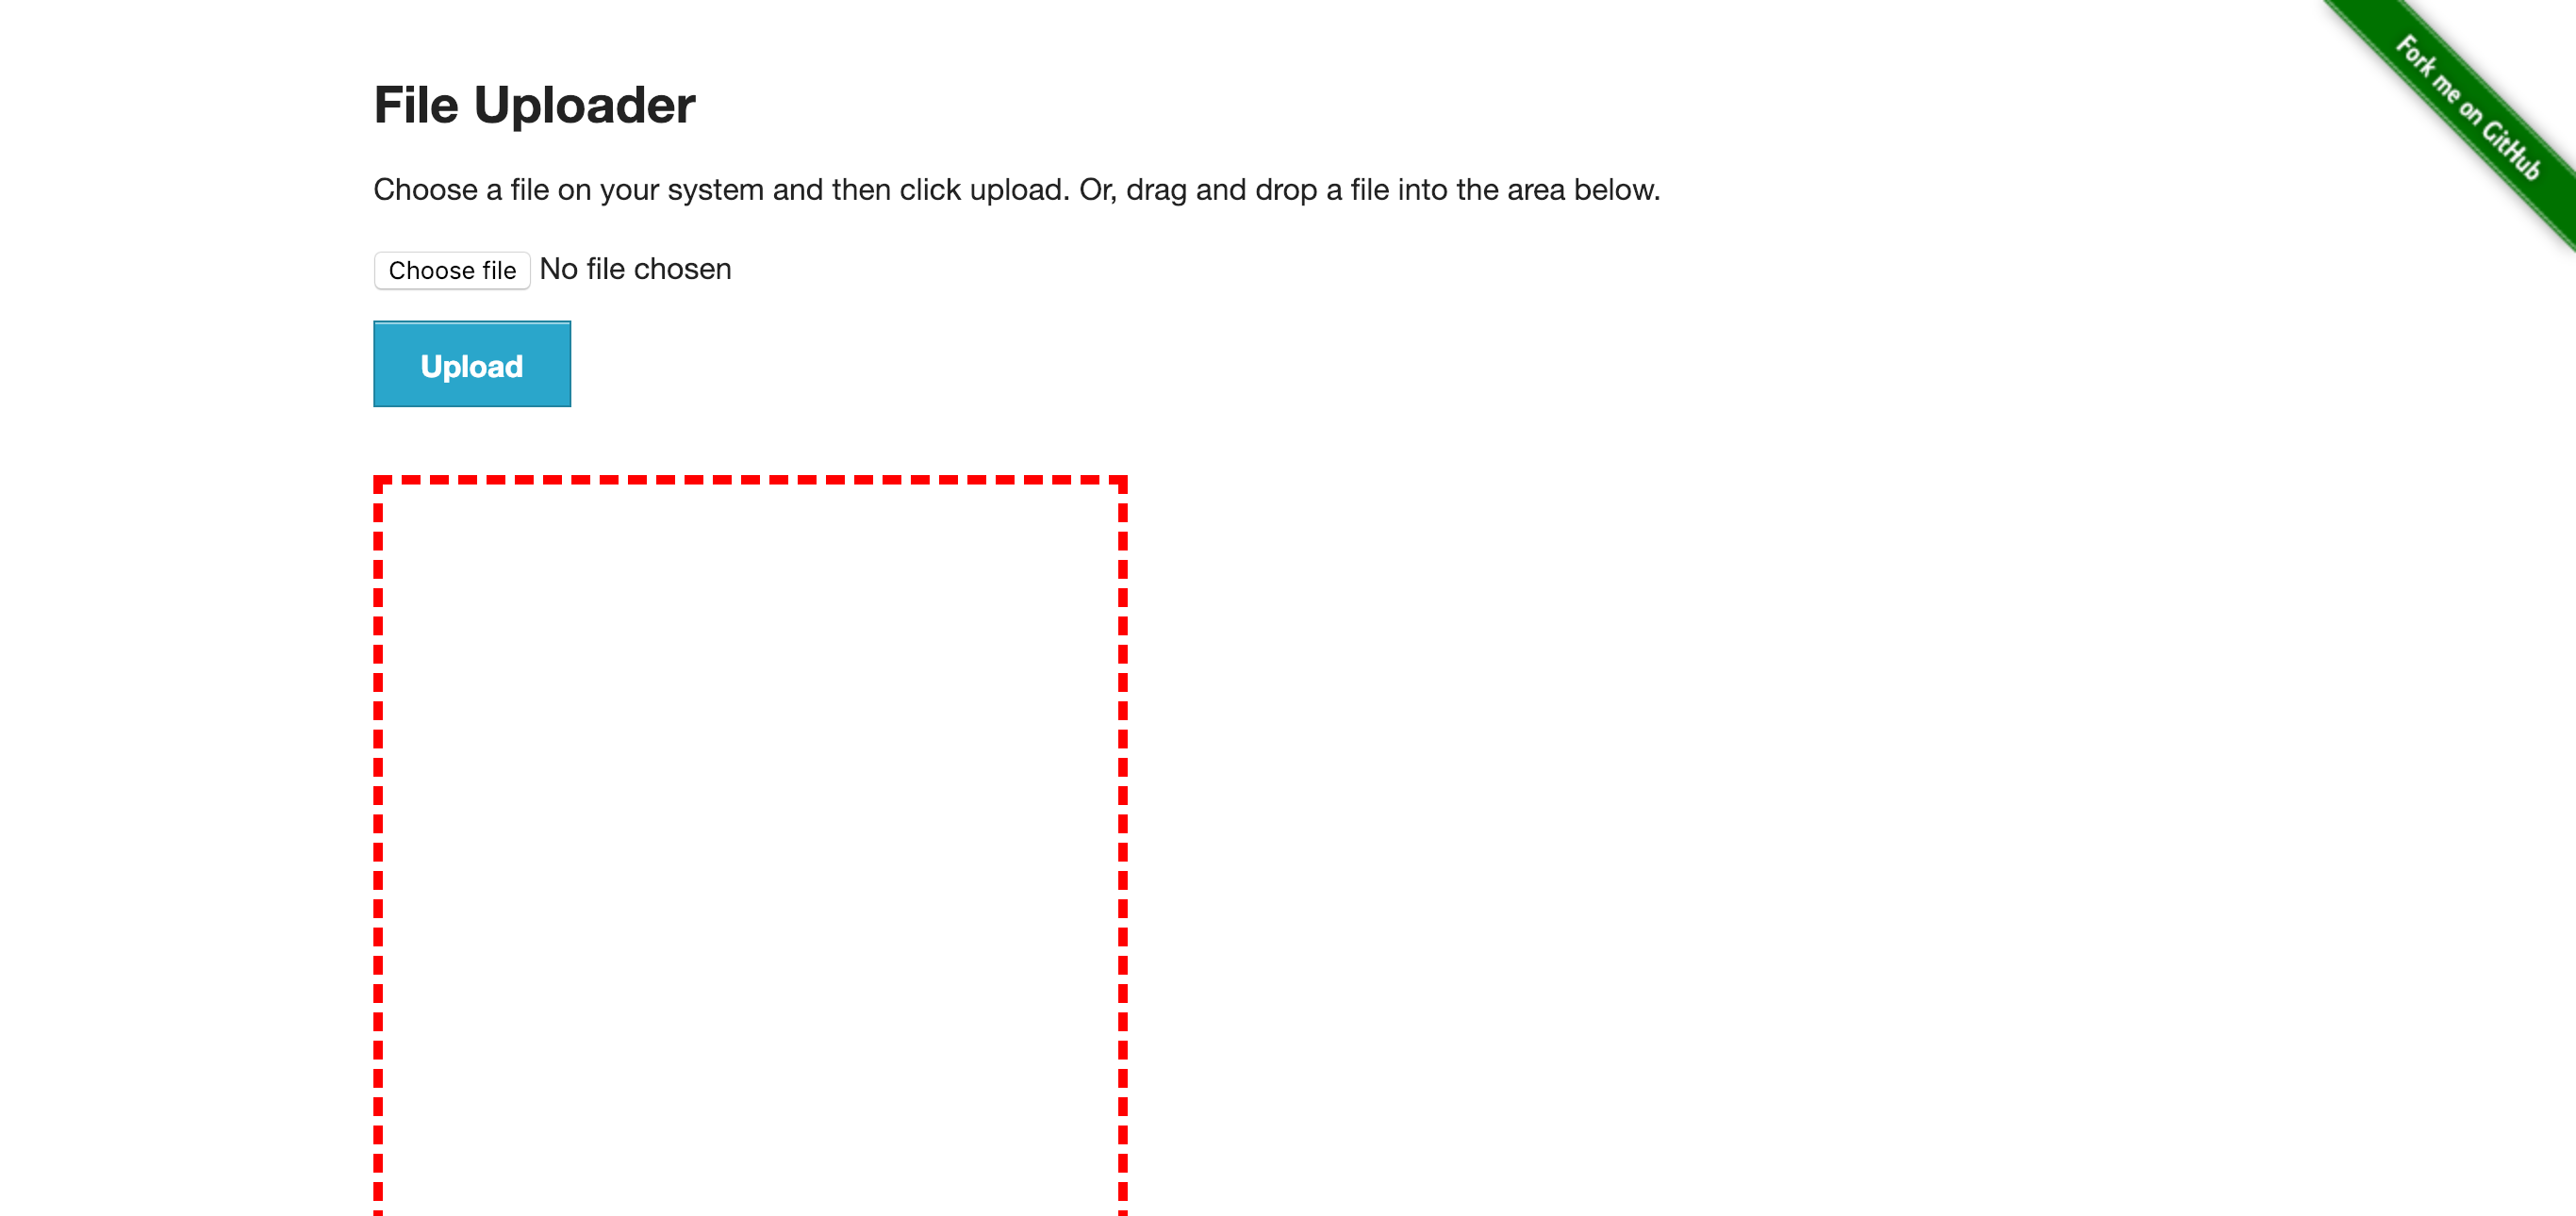 File Uploader
Choose a file on your system and then click upload. Or, drag and drop a file into the area below.
Choose file No file chosen
Upload
Fork me on GitHub